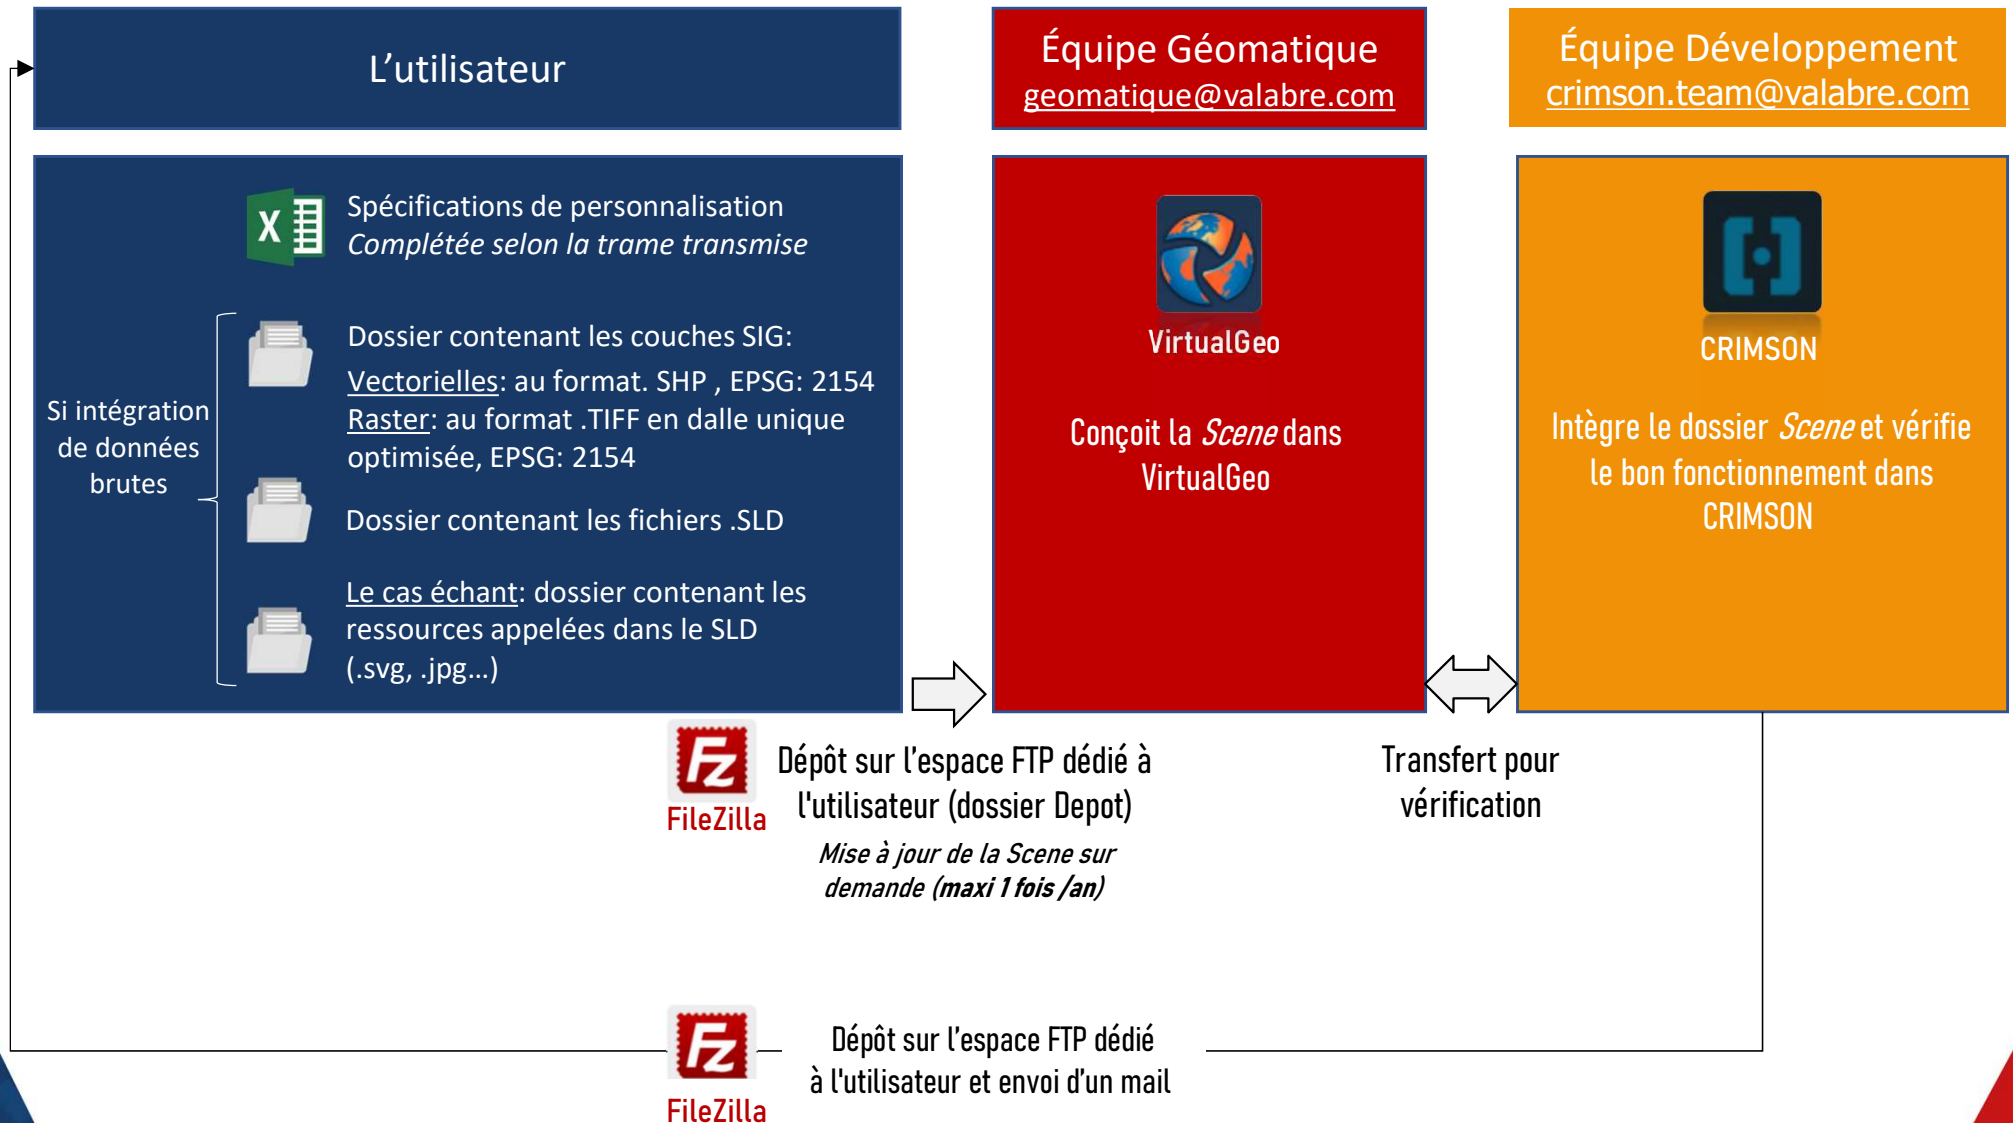 L'utilisateur
Équipe Géomatique
geomatique@valabre.com
Équipe Développement
crimson.team@valabre.com
Spécifications de personnalisation
Complétée selon la trame transmise
Si intégration
de données
brutes
Dossier contenant les couches SIG:
Vectorielles: au format. SHP , EPSG: 2154
Raster: au format .TIFF en dalle unique
optimisée, EPSG: 2154
Dossier contenant les fichiers .SLD
Le cas échant: dossier contenant les
ressources appelées dans le SLD
(.svg, .jpg…)
VirtualGeo
Conçoit la Scene dans
VirtualGeo
CRIMSON
Intègre le dossier Scene et vérifie
le bon fonctionnement dans
CRIMSON
FileZilla
Dépôt sur l'espace FTP dédié à
l'utilisateur (dossier Depot)
Mise à jour de la Scene sur
demande (maxi 1 fois /an)
Transfert pour
vérification
FileZilla
Dépôt sur l'espace FTP dédié
à l'utilisateur et envoi d'un mail